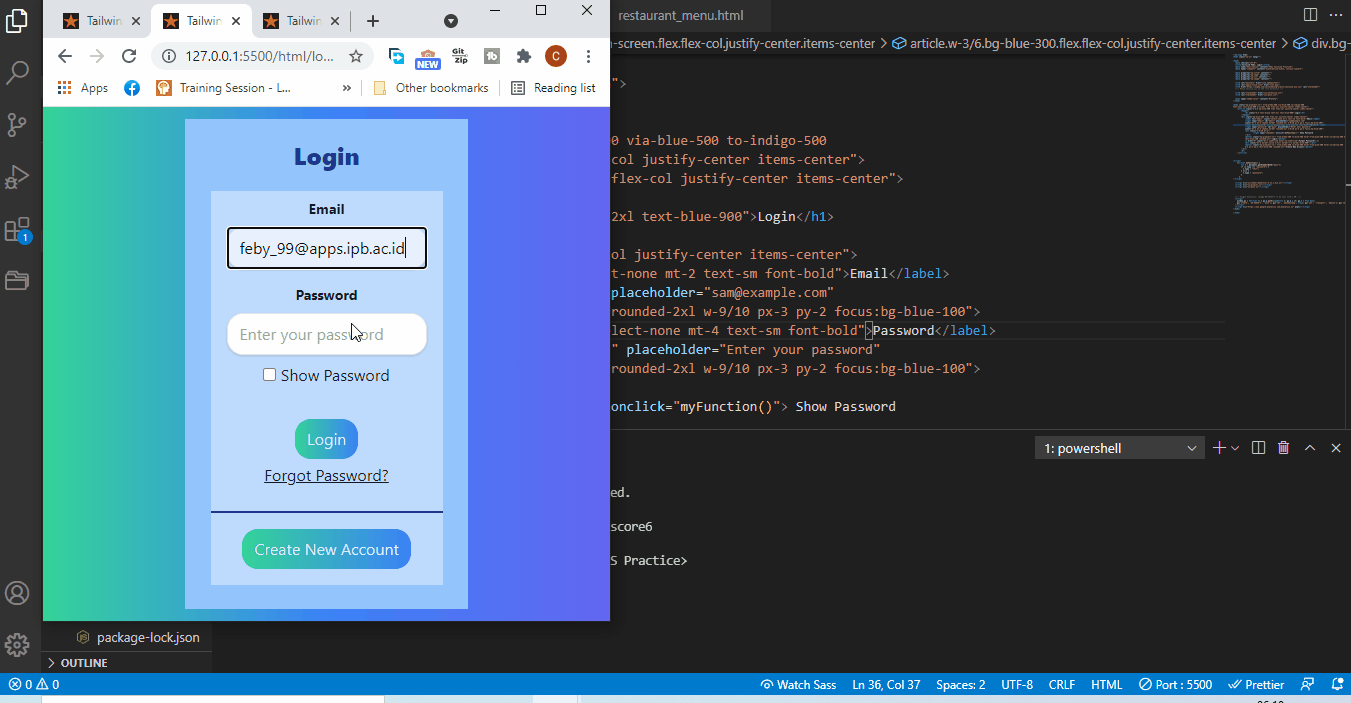 Tailwin
Tailwin
Tailwin
restaurant_menu.html
127.0.0.1:5500/html/lo...
NEW
Git
zip
C
-screen.flex.flex-col.justify-center.items-center
article.w-3/6.bg-blue-300.flex.flex-col.justify-center.items-center
div.bg-
Apps
Training Session - L...
»
Other bookmarks
Reading list
">
0 via-blue-500 to-indigo-500
col justify-center items-center">
flex-col justify-center items-center">
2xl text-blue-900">Login</h1>
ol justify-center items-center">
t-none mt-2 text-sm font-bold">Email</label>
placeholder="sam@example.com"
rounded-2xl w-9/10 px-3 py-2 focus:bg-blue-100">
lect-none mt-4 text-sm font-bold">Password</label>
" placeholder="Enter your password"
rounded-2xl w-9/10 px-3 py-2 focus:bg-blue-100">
onclick="myFunction()"> Show Password
Login
Email
feby_99@apps.ipb.ac.id
Password
Enter your password
Show Password
Login
Forgot Password?
Create New Account
1: powershell
ed.
score6
S Practice>
1
package-lock.json
OUTLINE
0 0
Watch Sass
Ln 36, Col 37
Spaces: 2
UTF-8
CRLF
HTML
Port : 5500
Prettier